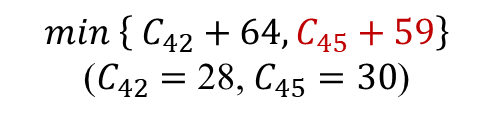 min { C₄₂ + 64, C₄₅ + 59}
(C₄₂ = 28, C₄₅ = 30)